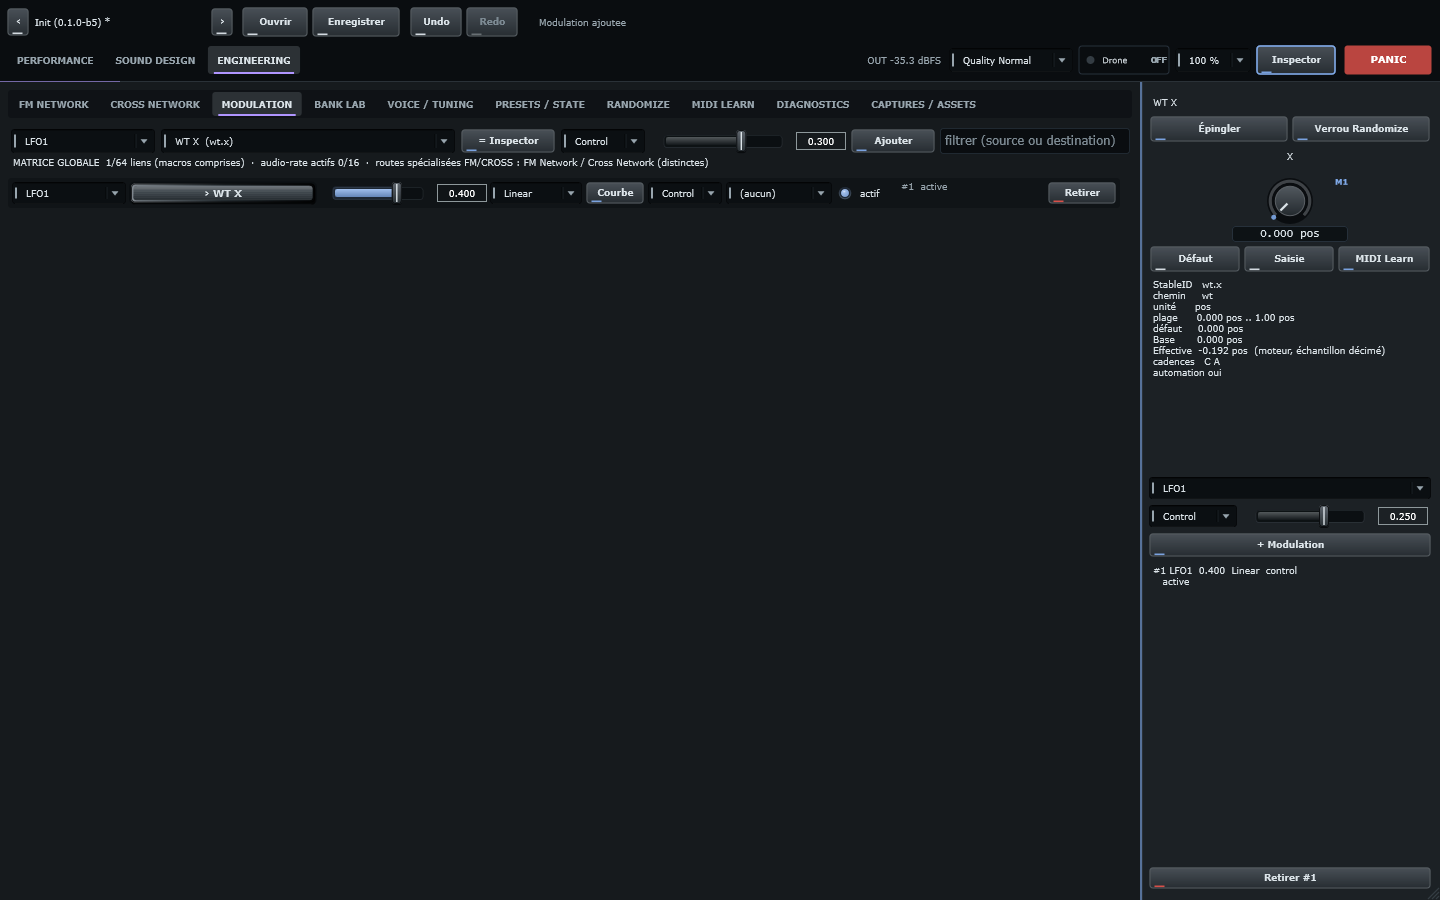 ‹ Init (0.1.0-b5) * › Ouvrir Enregistrer Undo Redo Modulation ajoutee
PERFORMANCE SOUND DESIGN ENGINEERING OUT -35.3 dBFS Quality Normal Drone OFF 100 % Inspector PANIC
FM NETWORK CROSS NETWORK MODULATION BANK LAB VOICE / TUNING PRESETS / STATE RANDOMIZE MIDI LEARN DIAGNOSTICS CAPTURES / ASSETS
LFO1 WT X (wt.x) = Inspector Control 0.300 Ajouter filtrer (source ou destination)
MATRICE GLOBALE 1/64 liens (macros comprises) · audio-rate actifs 0/16 · routes spécialisées FM/CROSS : FM Network / Cross Network (distinctes)
LFO1 › WT X 0.400 Linear Courbe Control (aucun) actif #1 active Retirer
WT X
Épingler Verrou Randomize
X
M1
0.000 pos
Défaut Saisie MIDI Learn
StableID wt.x
chemin wt
unité pos
plage 0.000 pos .. 1.00 pos
défaut 0.000 pos
Base 0.000 pos
Effective -0.192 pos (moteur, échantillon décimé)
cadences C A
automation oui
LFO1
Control 0.250
+ Modulation
#1 LFO1 0.400 Linear control
active
Retirer #1